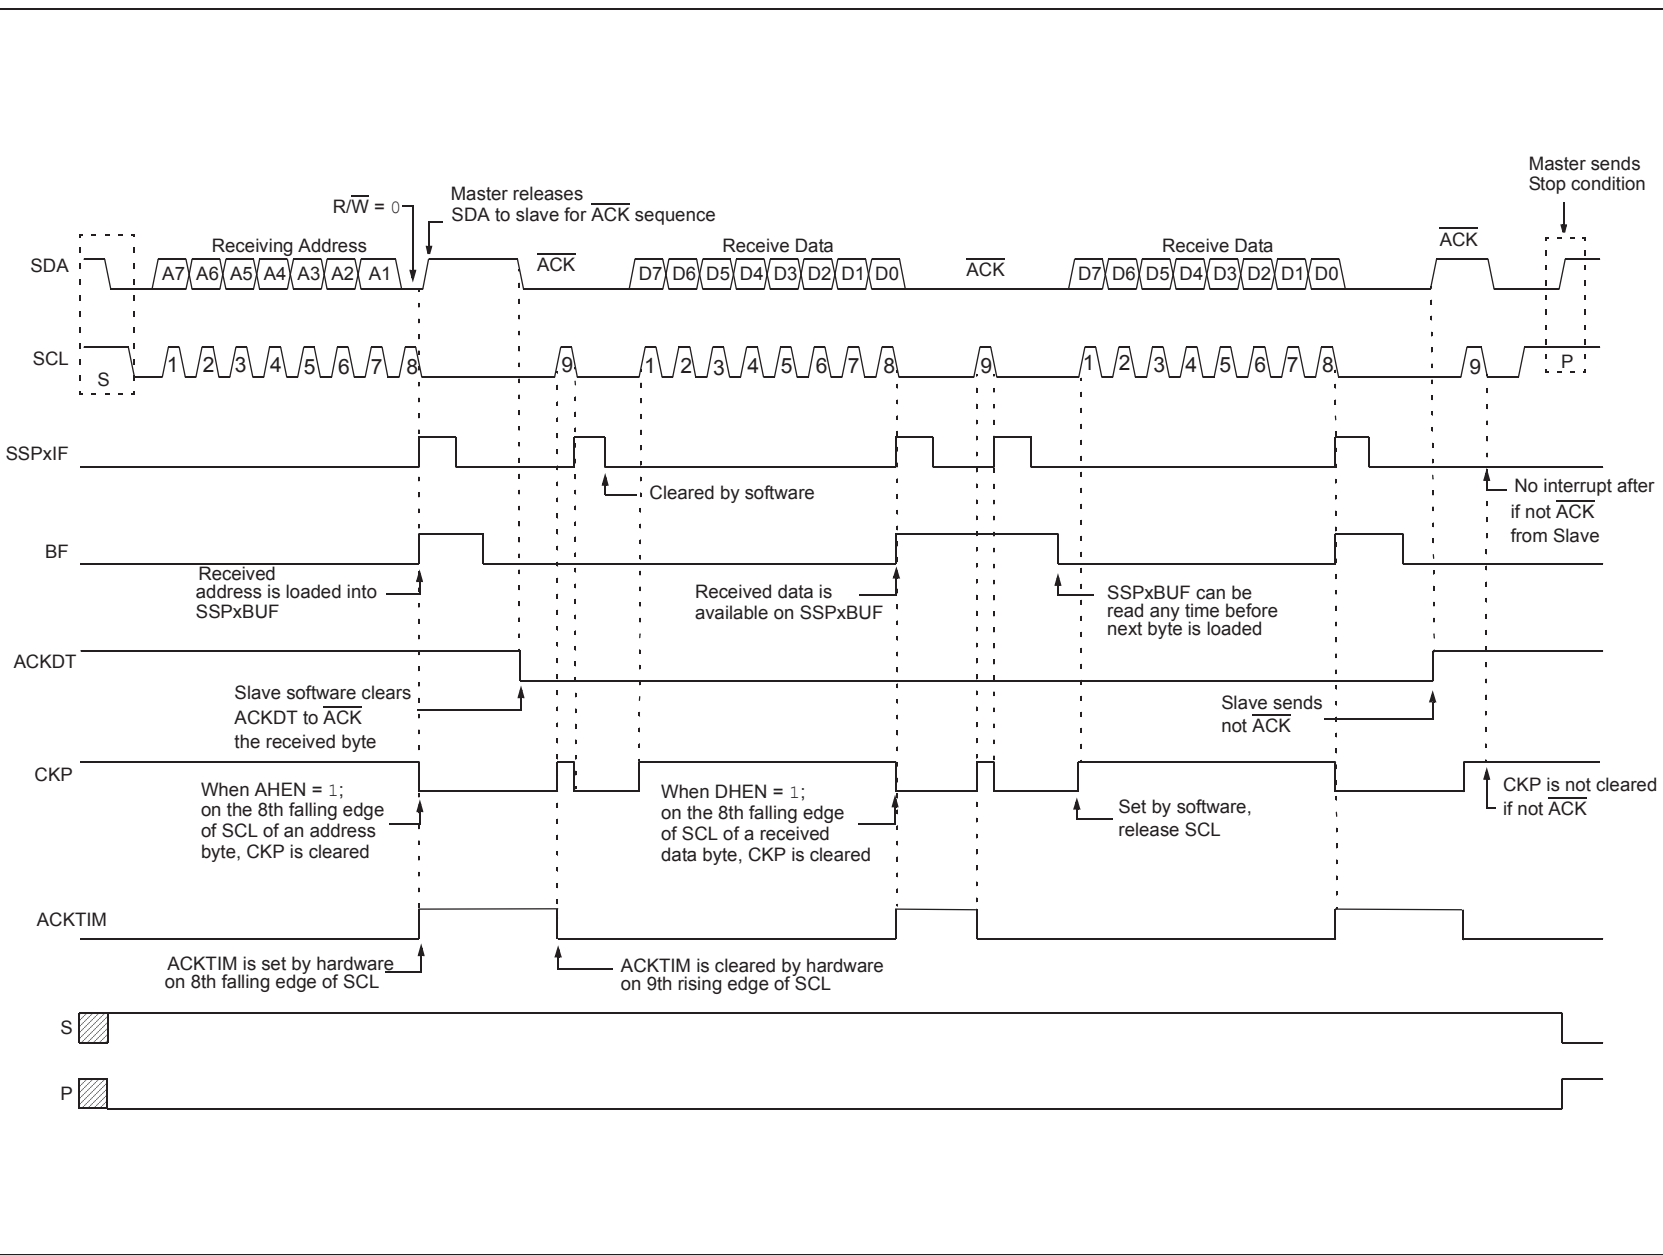 Master sends
Stop condition
Master releases
SDA to slave for ACK sequence
R/W = 0
Receiving Address
ACK
Receive Data
ACK
Receive Data
ACK
SDA
A7 A6 A5 A4 A3 A2 A1
D7 D6 D5 D4 D3 D2 D1 D0
D7 D6 D5 D4 D3 D2 D1 D0
SCL
S
1 2 3 4 5 6 7 8 9
1 2 3 4 5 6 7 8 9
1 2 3 4 5 6 7 8 9
P
SSPxIF
Cleared by software
No interrupt after
if not ACK
from Slave
BF
Received
address is loaded into
SSPxBUF
Received data is
available on SSPxBUF
SSPxBUF can be
read any time before
next byte is loaded
ACKDT
Slave software clears
ACKDT to ACK
the received byte
Slave sends
not ACK
CKP
When AHEN = 1;
on the 8th falling edge
of SCL of an address
byte, CKP is cleared
When DHEN = 1;
on the 8th falling edge
of SCL of a received
data byte, CKP is cleared
Set by software,
release SCL
CKP is not cleared
if not ACK
ACKTIM
ACKTIM is set by hardware
on 8th falling edge of SCL
ACKTIM is cleared by hardware
on 9th rising edge of SCL
S
P